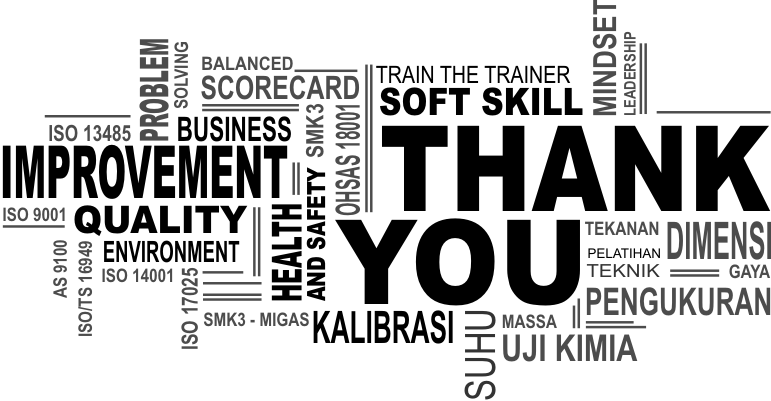 PROBLEM
SOLVING
BALANCED
SCORECARD
TRAIN THE TRAINER
SOFT SKILL
MINDSET
LEADERSHIP
ISO 13485
BUSINESS
SMK3
OHSAS 18001
IMPROVEMENT
THANK
YOU
ISO 9001
QUALITY
ENVIRONMENT
HEALTH
AND SAFETY
AS 9100
ISO/TS 16949
ISO 14001
ISO 17025
SMK3 - MIGAS
KALIBRASI
TEKANAN
DIMENSI
PELATIHAN
TEKNIK
GAYA
PENGUKURAN
SUHU
MASSA
UJI KIMIA